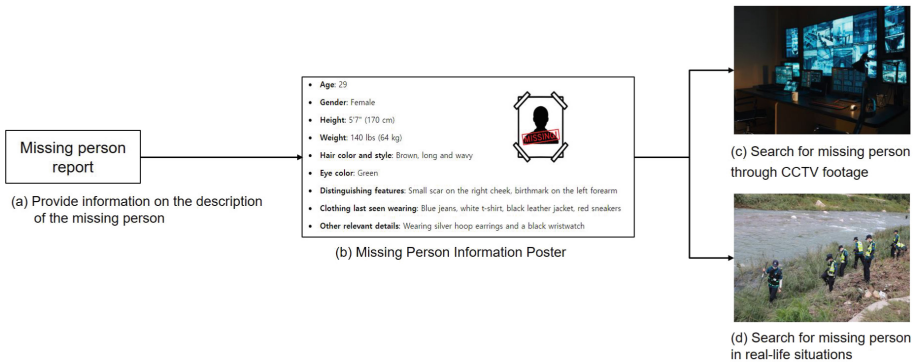 Missing person
report
(a) Provide information on the description
of the missing person
• Age: 29
• Gender: Female
• Height: 5'7" (170 cm)
• Weight: 140 lbs (64 kg)
• Hair color and style: Brown, long and wavy
• Eye color: Green
• Distinguishing features: Small scar on the right cheek, birthmark on the left forearm
• Clothing last seen wearing: Blue jeans, white t-shirt, black leather jacket, red sneakers
• Other relevant details: Wearing silver hoop earrings and a black wristwatch
MISSING
(b) Missing Person Information Poster
(c) Search for missing person
through CCTV footage
(d) Search for missing person
in real-life situations